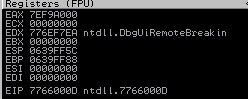 Registers (FPU)
EAX 7EF9A000
ECX 00000000
EDX 776EF7EA ntdll.DbgUiRemoteBreakin
EBX 00000000
ESP 0639FF5C
EBP 0639FF88
ESI 00000000
EDI 00000000
EIP 7766000D ntdll.7766000D